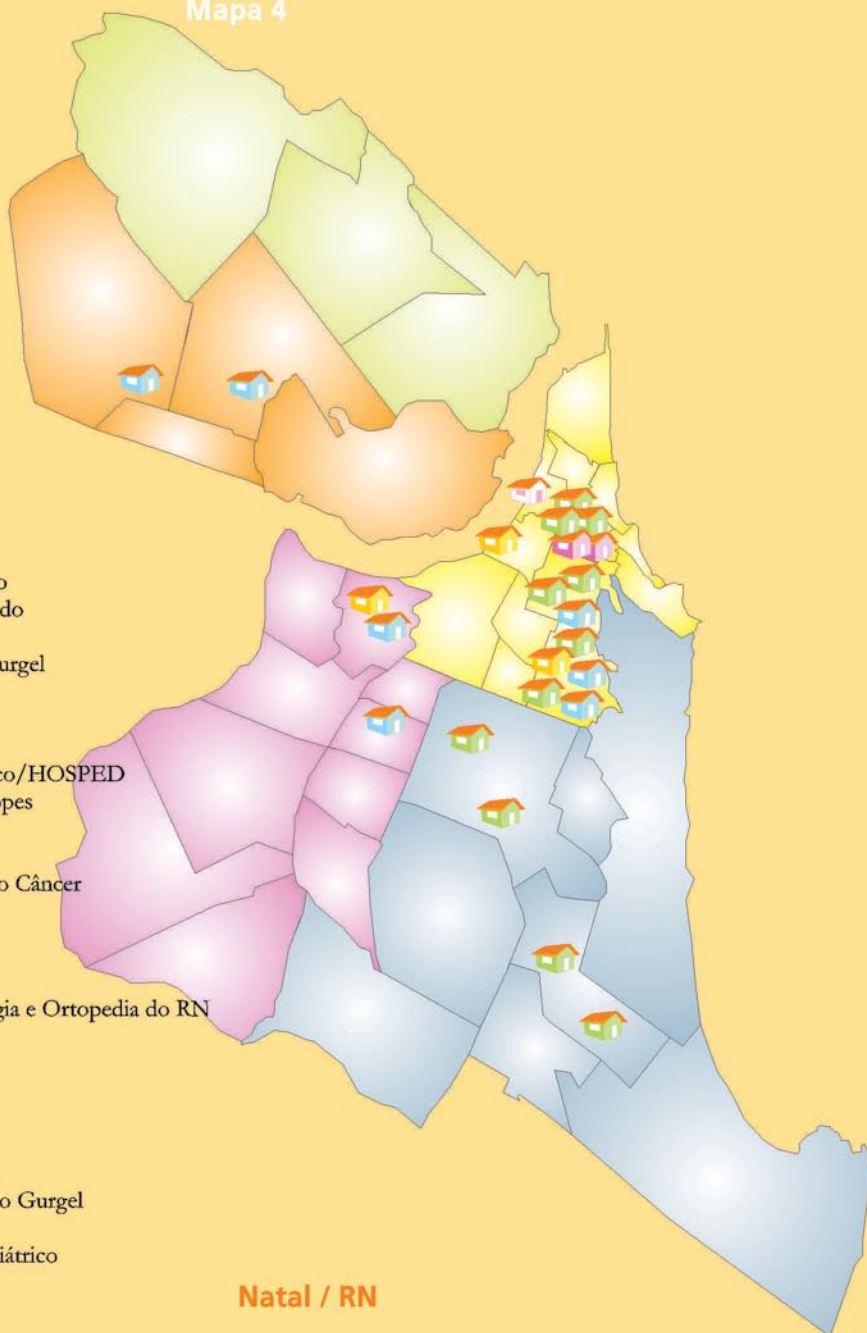 Mapa 4
o
do
urgel
co/HOSPED
opes
o Câncer
gia e Ortopedia do RN
o Gurgel
iátrico
Natal / RN